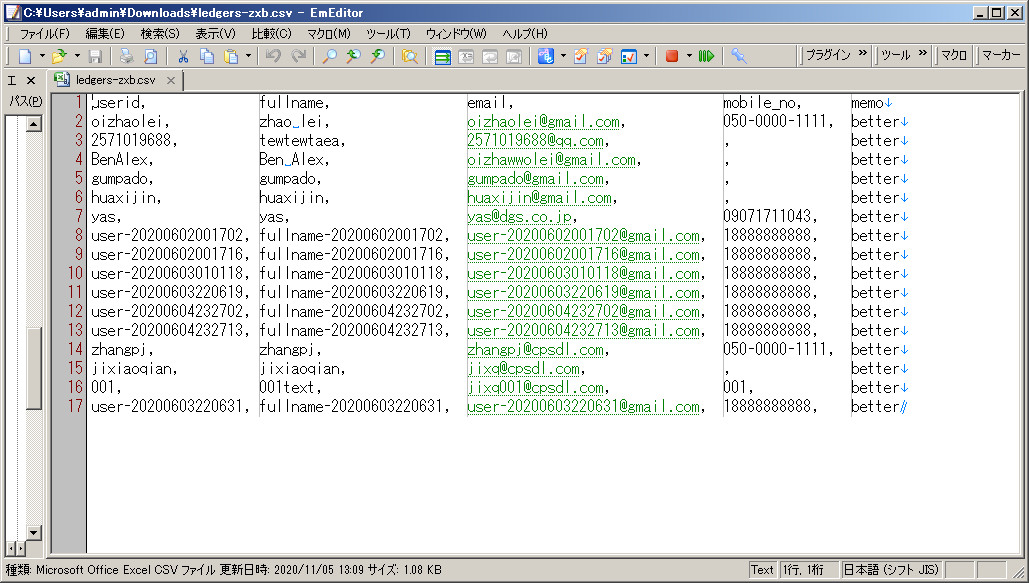 C:¥Users¥admin¥Downloads¥ledgers-zxb.csv - EmEditor
ファイル(F) 編集(E) 検索(S) 表示(V) 比較(C) マクロ(M) ツール(T) ウィンドウ(W) ヘルプ(H)
プラグイン » ツール » マクロ マーカー
エ × ledgers-zxb.csv ×
パス(P)
1 userid, fullname, email, mobile_no, memo↓
2 oizhaolei, zhao_lei, oizhaolei@gmail.com, 050-0000-1111, better↓
3 2571019688, tewtewtaea, 2571019688@qq.com, , better↓
4 BenAlex, Ben_Alex, oizhawwolei@gmail.com, , better↓
5 gumpado, gumpado, gumpado@gmail.com, , better↓
6 huaxijin, huaxijin, huaxijin@gmail.com, , better↓
7 yas, yas, yas@dgs.co.jp, 09071711043, better↓
8 user-20200602001702, fullname-20200602001702, user-20200602001702@gmail.com, 18888888888, better↓
9 user-20200602001716, fullname-20200602001716, user-20200602001716@gmail.com, 18888888888, better↓
10 user-20200603010118, fullname-20200603010118, user-20200603010118@gmail.com, 18888888888, better↓
11 user-20200603220619, fullname-20200603220619, user-20200603220619@gmail.com, 18888888888, better↓
12 user-20200604232702, fullname-20200604232702, user-20200604232702@gmail.com, 18888888888, better↓
13 user-20200604232713, fullname-20200604232713, user-20200604232713@gmail.com, 18888888888, better↓
14 zhangpj, zhangpj, zhangpj@cpsdl.com, 050-0000-1111, better↓
15 jixiaoqian, jixiaoqian, jixq@cpsdl.com, , better↓
16 001, 001text, jixq001@cpsdl.com, 001, better↓
17 user-20200603220631, fullname-20200603220631, user-20200603220631@gmail.com, 18888888888, better
種類: Microsoft Office Excel CSV ファイル 更新日時: 2020/11/05 13:09 サイズ: 1.08 KB Text 1行, 1桁 日本語 (シフト JIS)